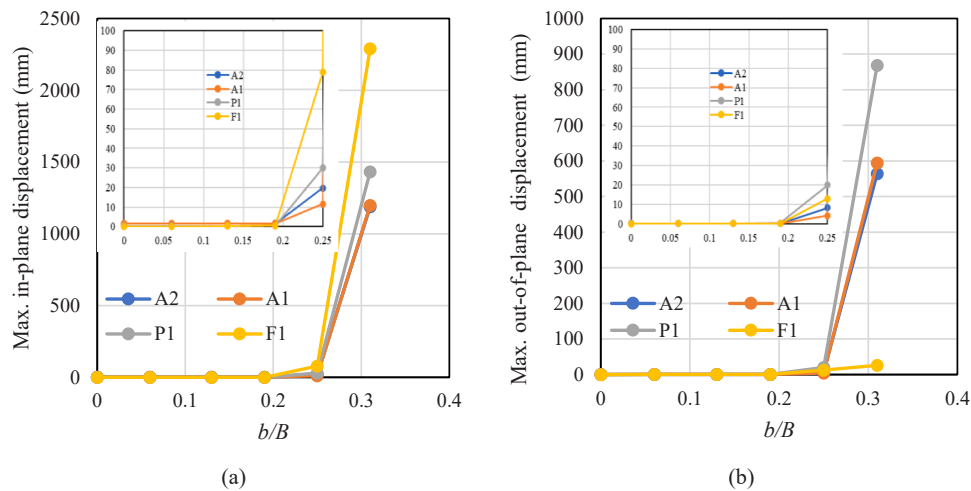 Max. in-plane displacement (mm)
2500
2000
1500
1000
500
0
0 0.1 0.2 0.3 0.4
b/B
A2 A1
P1 F1
100
90
80
70
60
50
40
30
20
10
0
0 0.05 0.1 0.15 0.2 0.25
A2
A1
P1
F1
(a)
Max. out-of-plane displacement (mm)
1000
900
800
700
600
500
400
300
200
100
0
0 0.1 0.2 0.3 0.4
b/B
A2 A1
P1 F1
100
90
80
70
60
50
40
30
20
10
0
0 0.05 0.1 0.15 0.2 0.25
A2
A1
P1
F1
(b)